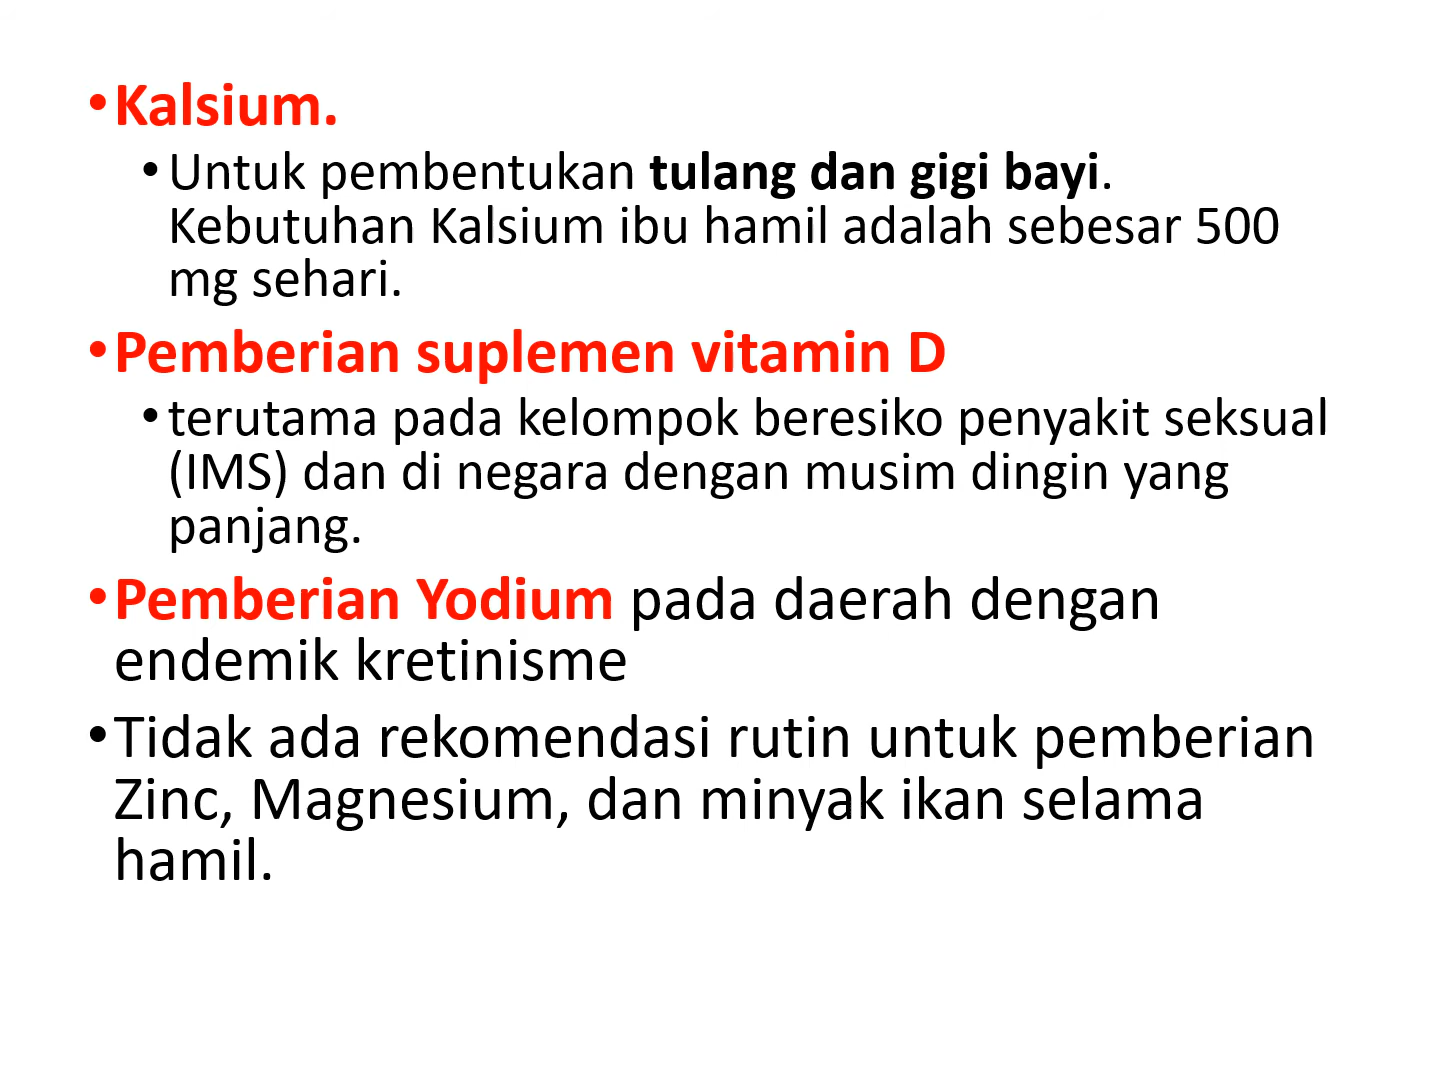 •Kalsium.
•Untuk pembentukan tulang dan gigi bayi.
Kebutuhan Kalsium ibu hamil adalah sebesar 500
mg sehari.
•Pemberian suplemen vitamin D
•terutama pada kelompok beresiko penyakit seksual
(IMS) dan di negara dengan musim dingin yang
panjang.
•Pemberian Yodium pada daerah dengan
endemik kretinisme
•Tidak ada rekomendasi rutin untuk pemberian
Zinc, Magnesium, dan minyak ikan selama
hamil.